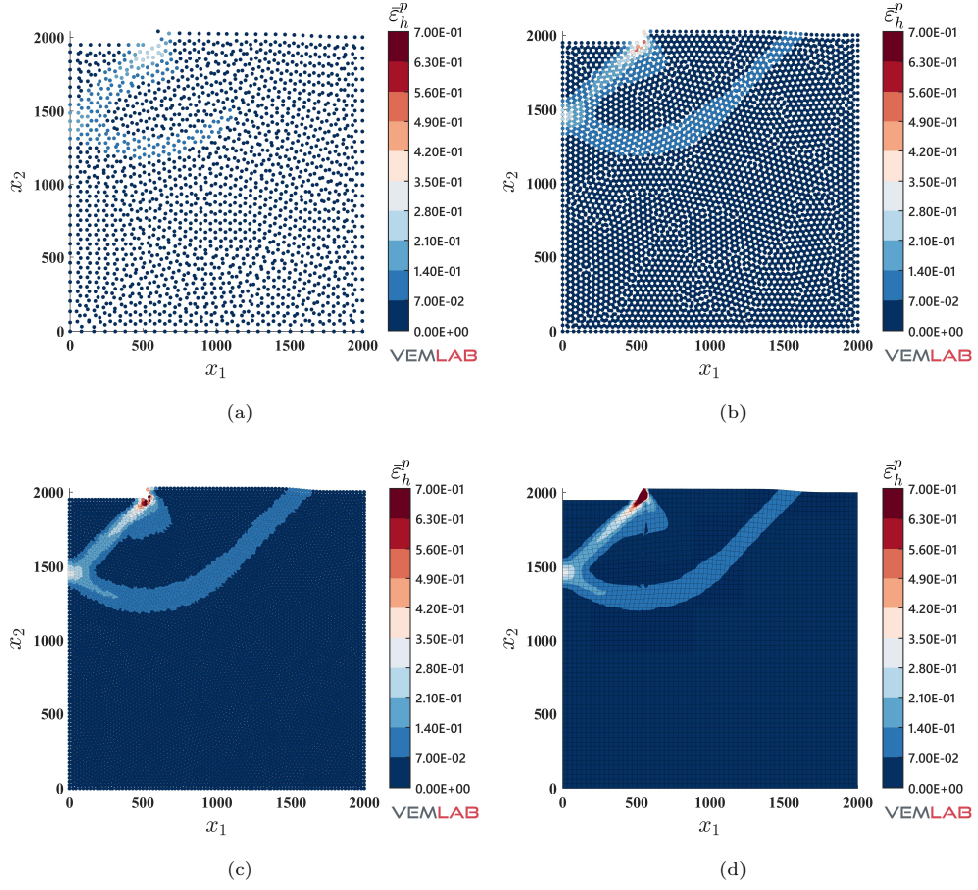 ε̄ₕᵖ
7.00E-01
6.30E-01
5.60E-01
4.90E-01
4.20E-01
3.50E-01
2.80E-01
2.10E-01
1.40E-01
7.00E-02
0.00E+00
VEMLAB
2000
1500
1000
500
0
x₂
0 500 1000 1500 2000
x₁
(a)
ε̄ₕᵖ
7.00E-01
6.30E-01
5.60E-01
4.90E-01
4.20E-01
3.50E-01
2.80E-01
2.10E-01
1.40E-01
7.00E-02
0.00E+00
VEMLAB
2000
1500
1000
500
0
x₂
0 500 1000 1500 2000
x₁
(b)
ε̄ₕᵖ
7.00E-01
6.30E-01
5.60E-01
4.90E-01
4.20E-01
3.50E-01
2.80E-01
2.10E-01
1.40E-01
7.00E-02
0.00E+00
VEMLAB
2000
1500
1000
500
0
x₂
0 500 1000 1500 2000
x₁
(c)
ε̄ₕᵖ
7.00E-01
6.30E-01
5.60E-01
4.90E-01
4.20E-01
3.50E-01
2.80E-01
2.10E-01
1.40E-01
7.00E-02
0.00E+00
VEMLAB
2000
1500
1000
500
0
x₂
0 500 1000 1500 2000
x₁
(d)